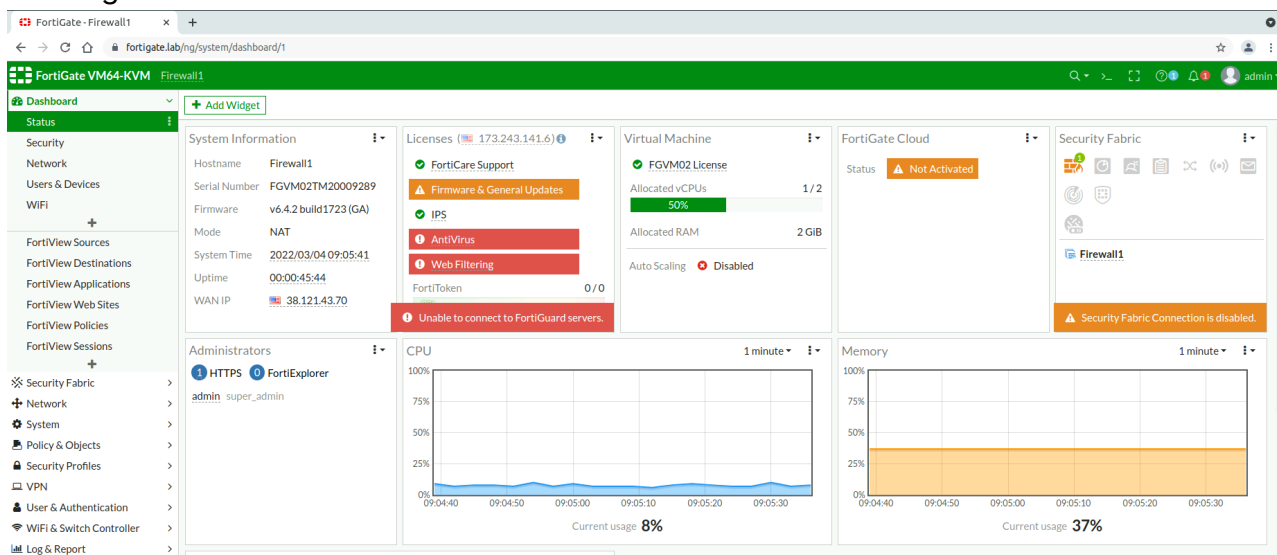 FortiGate - Firewall1
fortigate.lab/ng/system/dashboard/1
FortiGate VM64-KVM Firewall1
1 1 admin
Dashboard
Status
Security
Network
Users & Devices
WiFi
FortiView Sources
FortiView Destinations
FortiView Applications
FortiView Web Sites
FortiView Policies
FortiView Sessions
Security Fabric
Network
System
Policy & Objects
Security Profiles
VPN
User & Authentication
WiFi & Switch Controller
Log & Report
Add Widget
System Information
Hostname Firewall1
Serial Number FGVM02TM20009289
Firmware v6.4.2 build1723 (GA)
Mode NAT
System Time 2022/03/04 09:05:41
Uptime 00:00:45:44
WAN IP 38.121.43.70
Licenses (173.243.141.6)
FortiCare Support
Firmware & General Updates
IPS
AntiVirus
Web Filtering
FortiToken 0 / 0
Unable to connect to FortiGuard servers.
Virtual Machine
FGVM02 License
Allocated vCPUs 1 / 2
50%
Allocated RAM 2 GiB
Auto Scaling Disabled
FortiGate Cloud
Status Not Activated
Security Fabric
1
Firewall1
Security Fabric Connection is disabled.
Administrators
1 HTTPS 0 FortiExplorer
admin super_admin
CPU 1 minute
100%
75%
50%
25%
0%
09:04:40 09:04:50 09:05:00 09:05:10 09:05:20 09:05:30
Current usage 8%
Memory 1 minute
100%
75%
50%
25%
0%
09:04:40 09:04:50 09:05:00 09:05:10 09:05:20 09:05:30
Current usage 37%